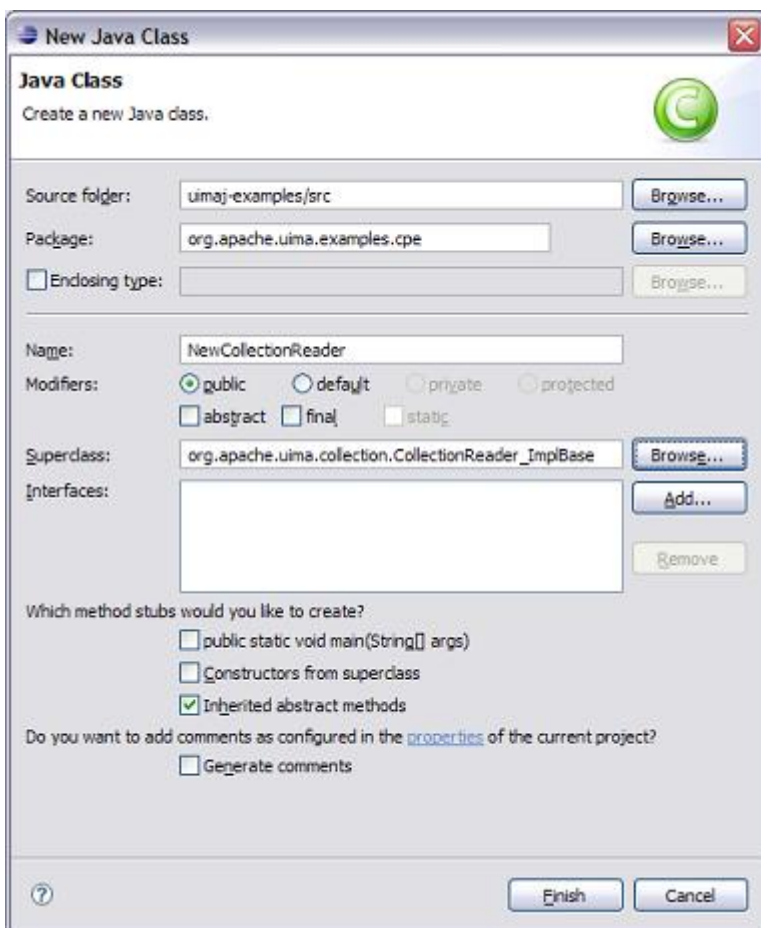 New Java Class
Java Class
Create a new Java class.
C
Source folder: uimaj-examples/src Browse...
Package: org.apache.uima.examples.cpe Browse...
Enclosing type: Browse...
Name: NewCollectionReader
Modifiers: public default private protected
abstract final static
Superclass: org.apache.uima.collection.CollectionReader_ImplBase Browse...
Interfaces: Add...
Remove
Which method stubs would you like to create?
public static void main(String[] args)
Constructors from superclass
Inherited abstract methods
Do you want to add comments as configured in the properties of the current project?
Generate comments
? Finish Cancel